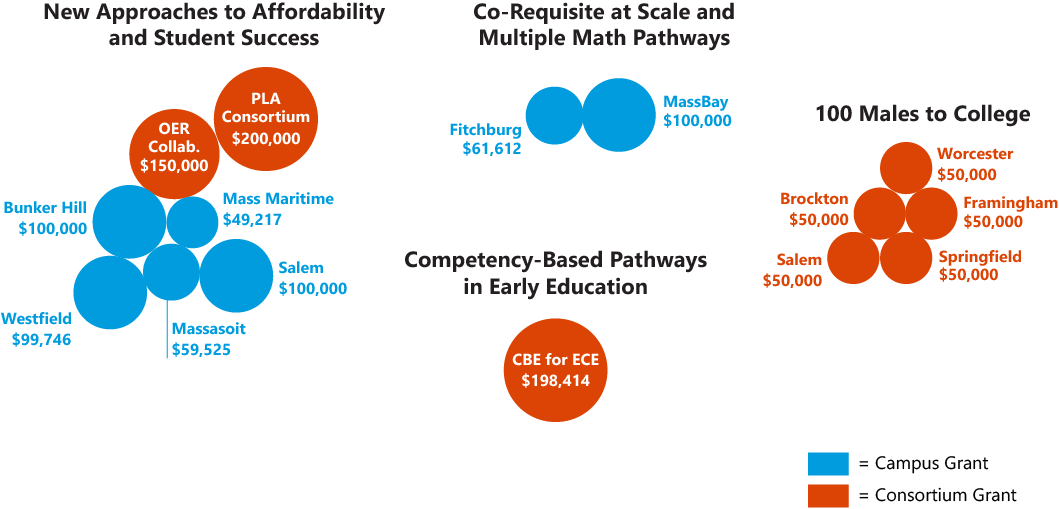 New Approaches to Affordability
and Student Success
PLA
Consortium
$200,000
OER
Collab.
$150,000
Bunker Hill
$100,000
Mass Maritime
$49,217
Salem
$100,000
Westfield
$99,746
Massasoit
$59,525
Co-Requisite at Scale and
Multiple Math Pathways
Fitchburg
$61,612
MassBay
$100,000
Competency-Based Pathways
in Early Education
CBE for ECE
$198,414
100 Males to College
Worcester
$50,000
Brockton
$50,000
Framingham
$50,000
Salem
$50,000
Springfield
$50,000
= Campus Grant
= Consortium Grant